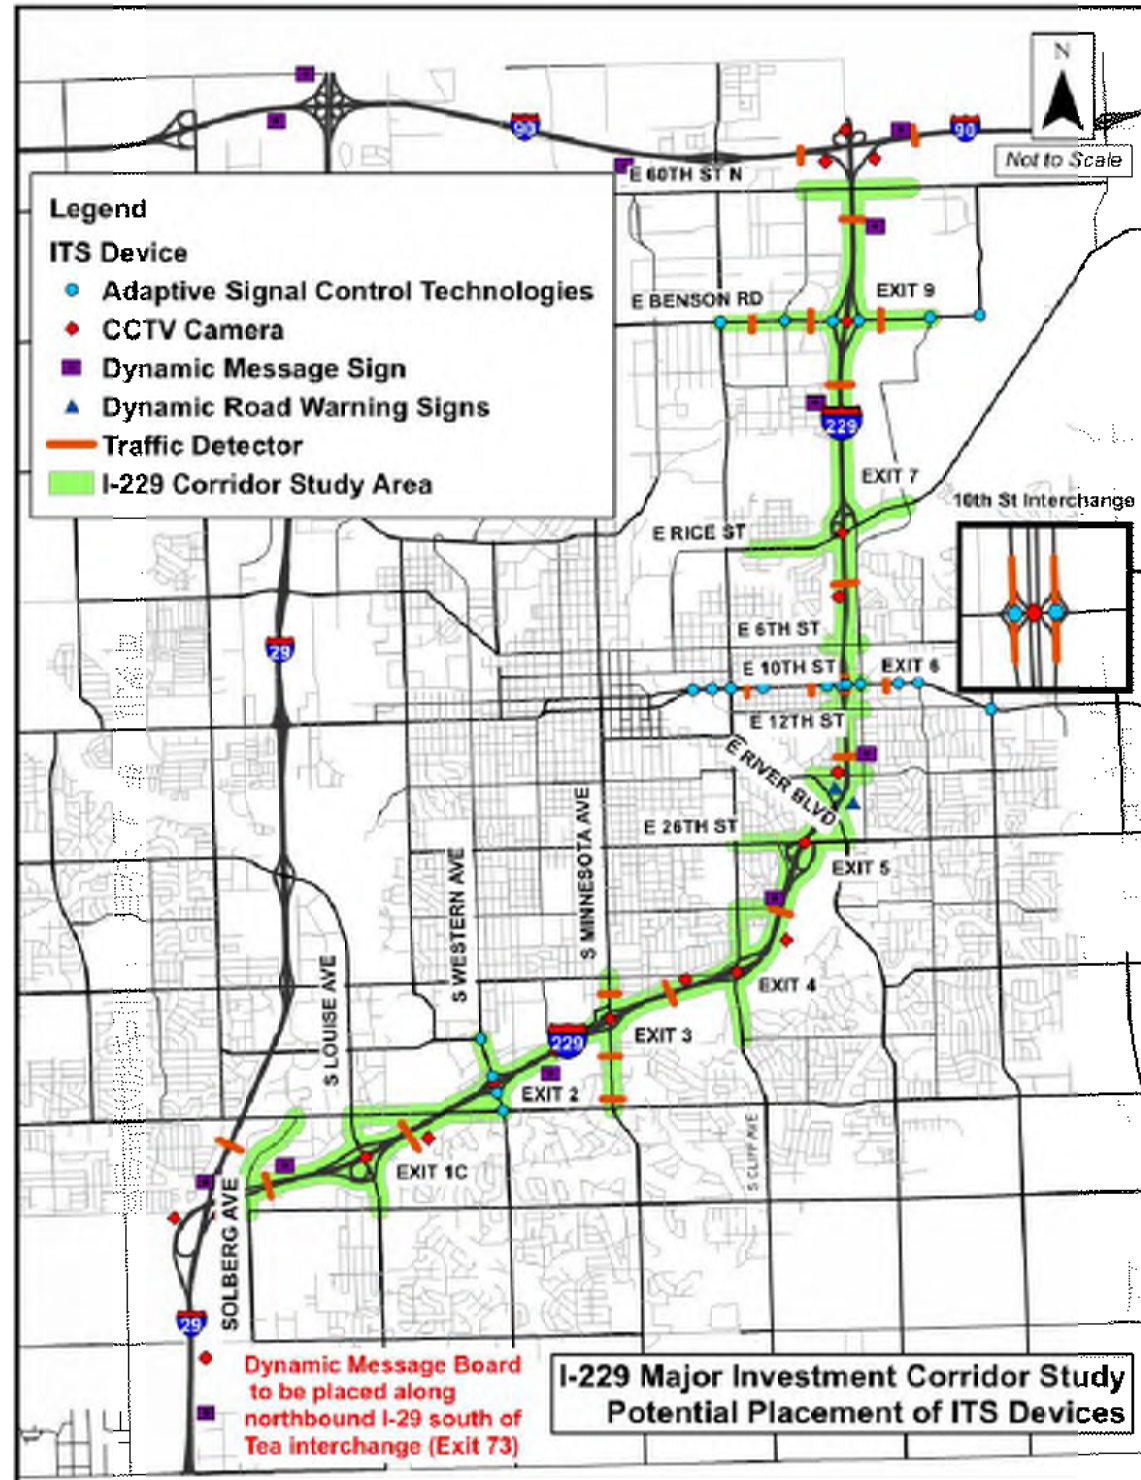 N
90
90
Not to Scale
E 60TH ST N
Legend
ITS Device
Adaptive Signal Control Technologies
CCTV Camera
Dynamic Message Sign
Dynamic Road Warning Signs
Traffic Detector
I-229 Corridor Study Area
E BENSON RD
EXIT 9
229
EXIT 7
10th St Interchange
E RICE ST
E 6TH ST
29
E 10TH ST
EXIT 6
E 12TH ST
E RIVER BLVD
E 26TH ST
EXIT 5
S MINNESOTA AVE
S WESTERN AVE
S LOUISE AVE
EXIT 4
EXIT 3
229
EXIT 2
S CLIFF AVE
EXIT 1C
SOLBERG AVE
29
Dynamic Message Board
to be placed along
northbound I-29 south of
Tea interchange (Exit 73)
I-229 Major Investment Corridor Study
Potential Placement of ITS Devices